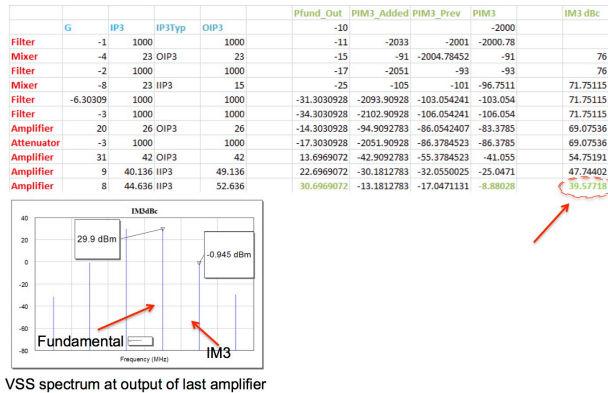 Pfund_Out PIM3_Added PIM3_Prev PIM3 IM3 dBc
G IP3 IP3Typ OIP3 -10 -2000
Filter -1 1000 1000 -11 -2033 -2001 -2000.78
Mixer -4 23 OIP3 23 -15 -91 -2004.78452 -91 76
Filter -2 1000 1000 -17 -2051 -93 -93 76
Mixer -8 23 IIP3 15 -25 -105 -101 -96.7511 71.75115
Filter -6.30309 1000 1000 -31.3030928 -2093.90928 -103.054241 -103.054 71.75115
Filter -3 1000 1000 -34.3030928 -2102.90928 -106.054241 -106.054 71.75115
Amplifier 20 26 OIP3 26 -14.3030928 -94.9092783 -86.0542407 -83.3785 69.07536
Attenuator -3 1000 1000 -17.3030928 -2051.90928 -86.3784523 -86.3785 69.07536
Amplifier 31 42 OIP3 42 13.6969072 -42.9092783 -55.3784523 -41.055 54.75191
Amplifier 9 40.136 IIP3 49.136 22.6969072 -30.1812783 -32.0550025 -25.0471 47.74402
Amplifier 8 44.636 IIP3 52.636 30.6969072 -13.1812783 -17.0471131 -8.88028 39.57718
IM3dBc
40
20
0
-20
-40
-60
-80
29.9 dBm
-0.945 dBm
Fundamental
IM3
Frequency (MHz)
VSS spectrum at output of last amplifier